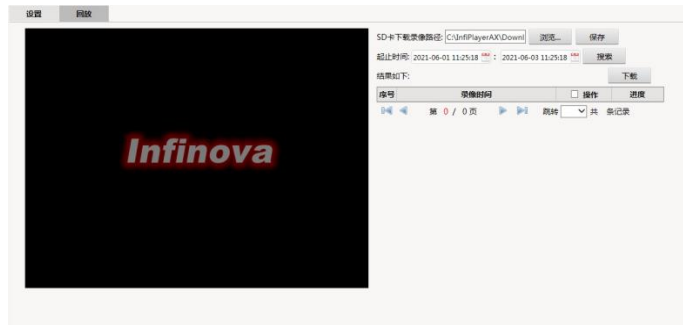 设置 回放
SD卡下载录像路径: C:\InfiPlayerAX\Downl 浏览... 保存
起止时间: 2021-06-01 11:25:18 : 2021-06-03 11:25:18 搜索
结果如下: 下载
序号 录像时间 操作 进度
第 0 / 0 页 跳转 共 条记录
Infinova